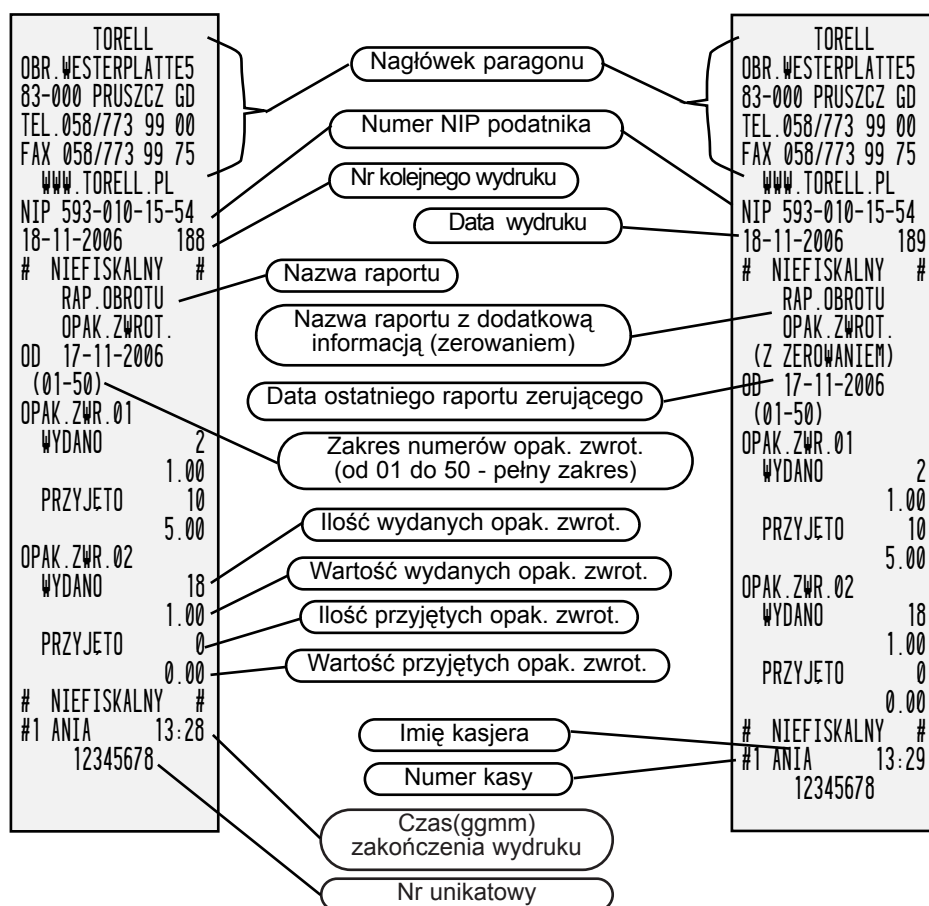 TORELL
OBR.WESTERPLATTE5
83-000 PRUSZCZ GD
TEL.058/773 99 00
FAX 058/773 99 75
WWW.TORELL.PL
NIP 593-010-15-54
18-11-2006 188
# NIEFISKALNY #
RAP.OBROTU
OPAK.ZWROT.
OD 17-11-2006
(01-50)
OPAK.ZWR.01
WYDANO 2
1.00
PRZYJĘTO 10
5.00
OPAK.ZWR.02
WYDANO 18
1.00
PRZYJĘTO 0
0.00
# NIEFISKALNY #
#1 ANIA 13:28
12345678
Nagłówek paragonu
Numer NIP podatnika
Nr kolejnego wydruku
Data wydruku
Nazwa raportu
Nazwa raportu z dodatkową
informacją (zerowaniem)
Data ostatniego raportu zerującego
Zakres numerów opak. zwrot.
(od 01 do 50 - pełny zakres)
Ilość wydanych opak. zwrot.
Wartość wydanych opak. zwrot.
Ilość przyjętych opak. zwrot.
Wartość przyjętych opak. zwrot.
Imię kasjera
Numer kasy
Czas(ggmm)
zakończenia wydruku
Nr unikatowy
TORELL
OBR.WESTERPLATTE5
83-000 PRUSZCZ GD
TEL.058/773 99 00
FAX 058/773 99 75
WWW.TORELL.PL
NIP 593-010-15-54
18-11-2006 189
# NIEFISKALNY #
RAP.OBROTU
OPAK.ZWROT.
(Z ZEROWANIEM)
OD 17-11-2006
(01-50)
OPAK.ZWR.01
WYDANO 2
1.00
PRZYJĘTO 10
5.00
OPAK.ZWR.02
WYDANO 18
1.00
PRZYJĘTO 0
0.00
# NIEFISKALNY #
#1 ANIA 13:29
12345678